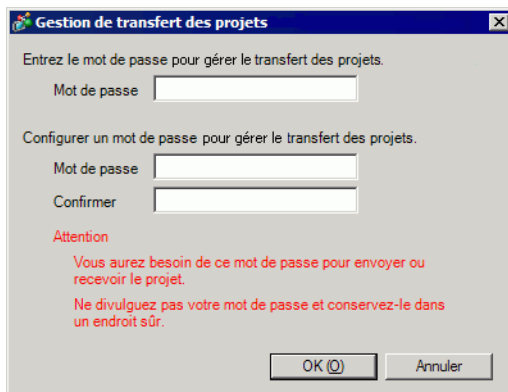 Gestion de transfert des projets
Entrez le mot de passe pour gérer le transfert des projets.
Mot de passe
Configurer un mot de passe pour gérer le transfert des projets.
Mot de passe
Confirmer
Attention
Vous aurez besoin de ce mot de passe pour envoyer ou
recevoir le projet.
Ne divulguez pas votre mot de passe et conservez-le dans
un endroit sûr.
OK (O)
Annuler